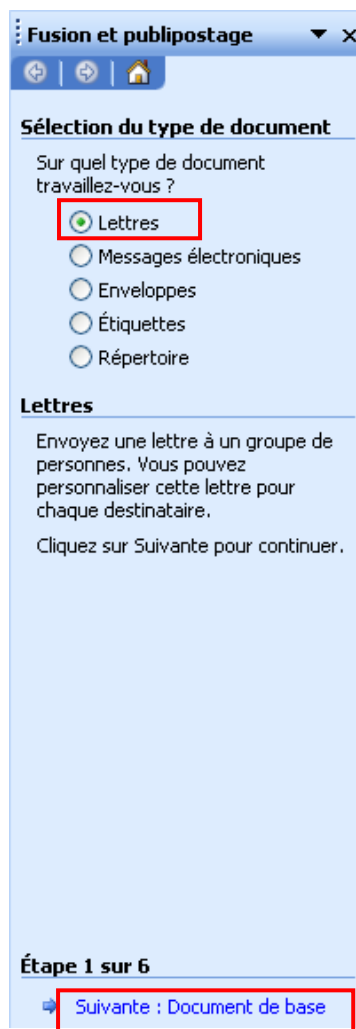 Fusion et publipostage
Sélection du type de document
Sur quel type de document
travaillez-vous ?
Lettres
Messages électroniques
Enveloppes
Étiquettes
Répertoire
Lettres
Envoyez une lettre à un groupe de
personnes. Vous pouvez
personnaliser cette lettre pour
chaque destinataire.
Cliquez sur Suivante pour continuer.
Étape 1 sur 6
Suivante : Document de base